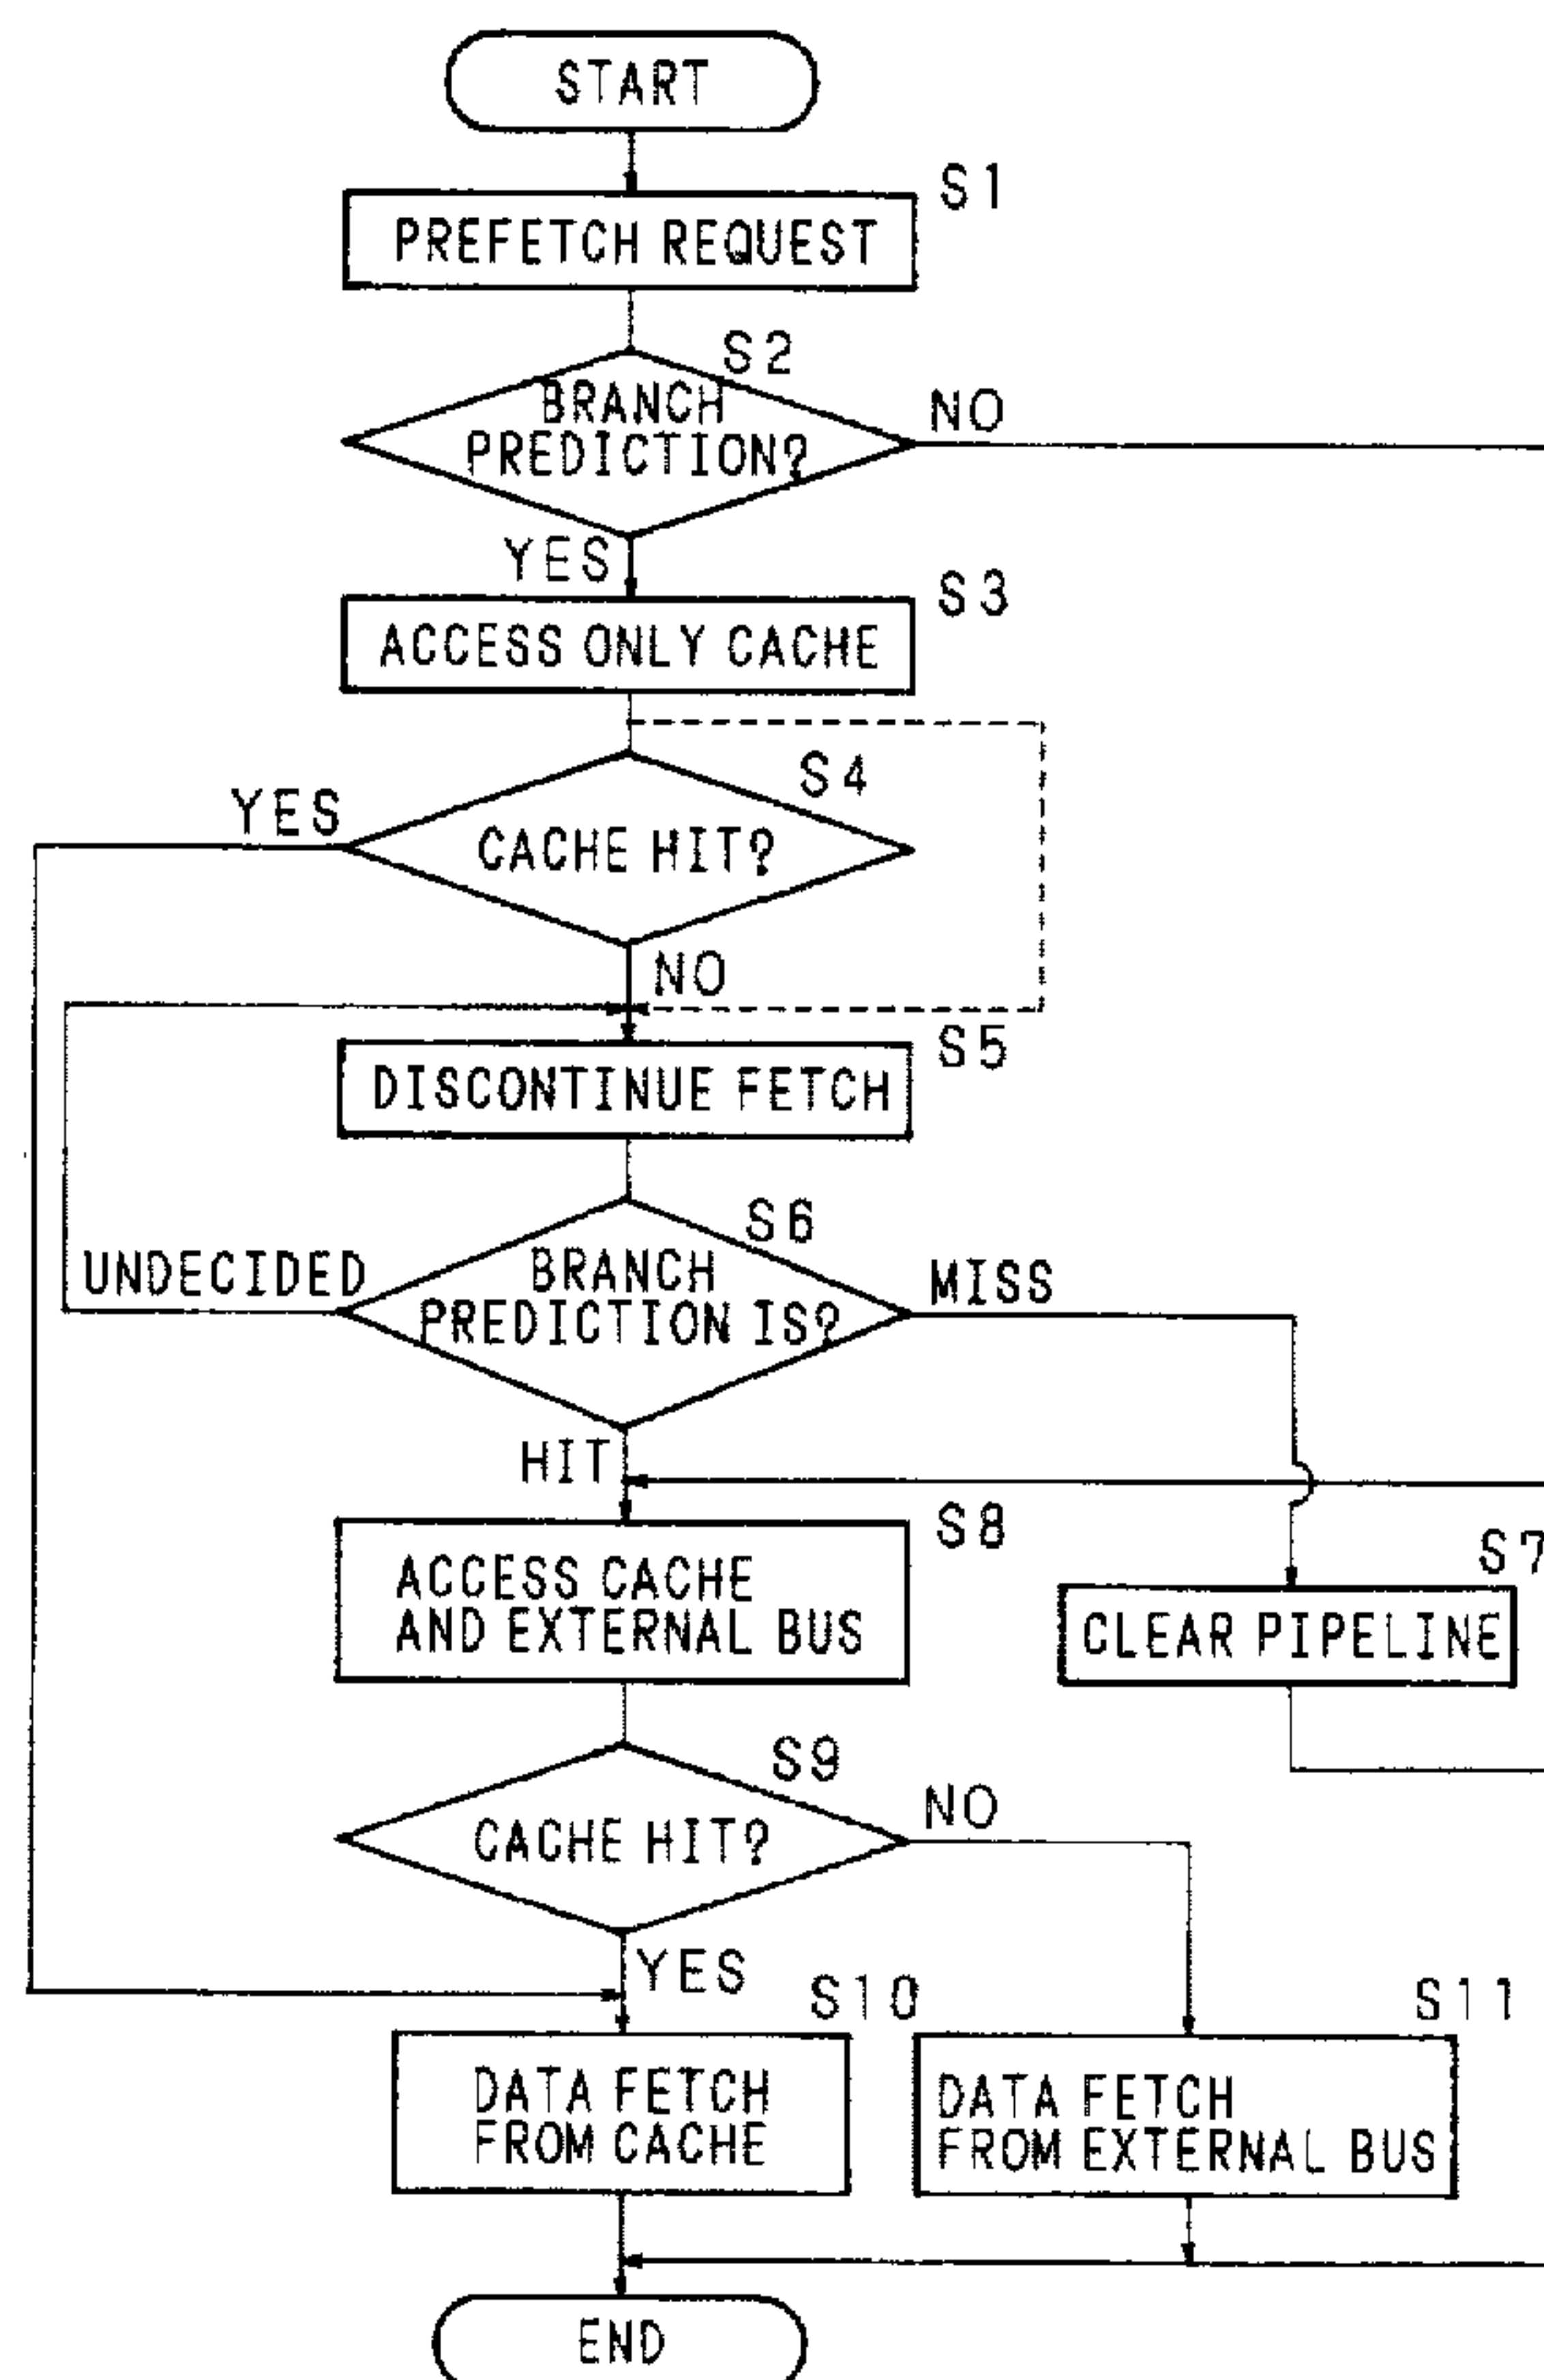 START
S1
PREFETCH REQUEST
S2
BRANCH
PREDICTION?
NO
YES
S3
ACCESS ONLY CACHE
S4
YES
CACHE HIT?
NO
S5
DISCONTINUE FETCH
S6
UNDECIDED
BRANCH
PREDICTION IS?
MISS
HIT
S8
ACCESS CACHE
AND EXTERNAL BUS
S7
CLEAR PIPELINE
S9
NO
CACHE HIT?
YES
S10
S11
DATA FETCH
FROM CACHE
DATA FETCH
FROM EXTERNAL BUS
END